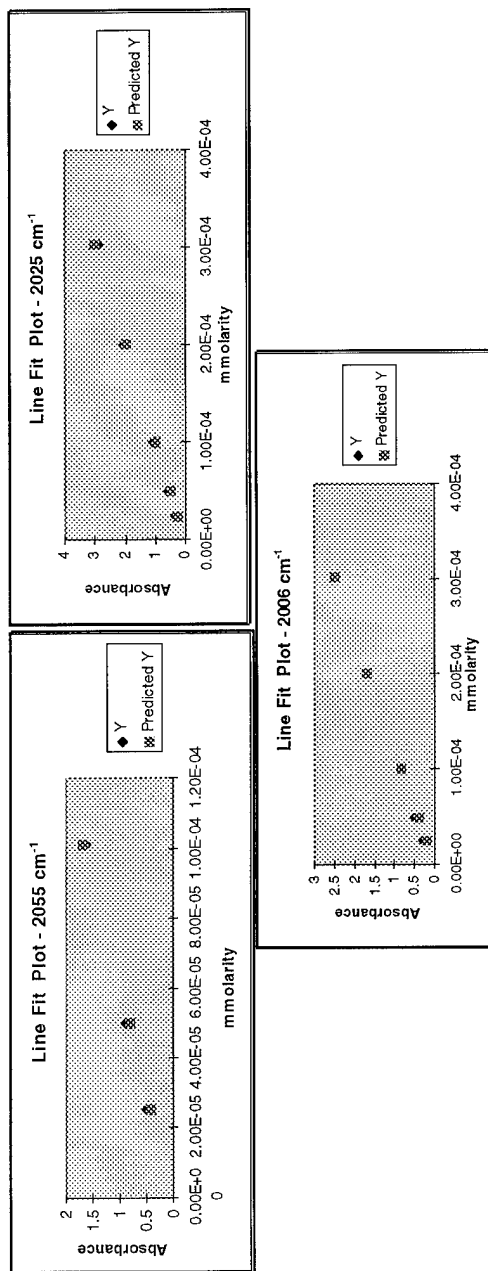 Line Fit Plot - 2055 cm-1
Absorbance
2
1.5
1
0.5
0
0.00E+0
0
2.00E-05
4.00E-05
6.00E-05
8.00E-05
1.00E-04
1.20E-04
mmolarity
Y
Predicted Y
Line Fit Plot - 2025 cm-1
Absorbance
4
3
2
1
0
0.00E+00
1.00E-04
2.00E-04
3.00E-04
4.00E-04
mmolarity
Y
Predicted Y
Line Fit Plot - 2006 cm-1
Absorbance
3
2.5
2
1.5
1
0.5
0
0.00E+00
1.00E-04
2.00E-04
3.00E-04
4.00E-04
mmolarity
Y
Predicted Y